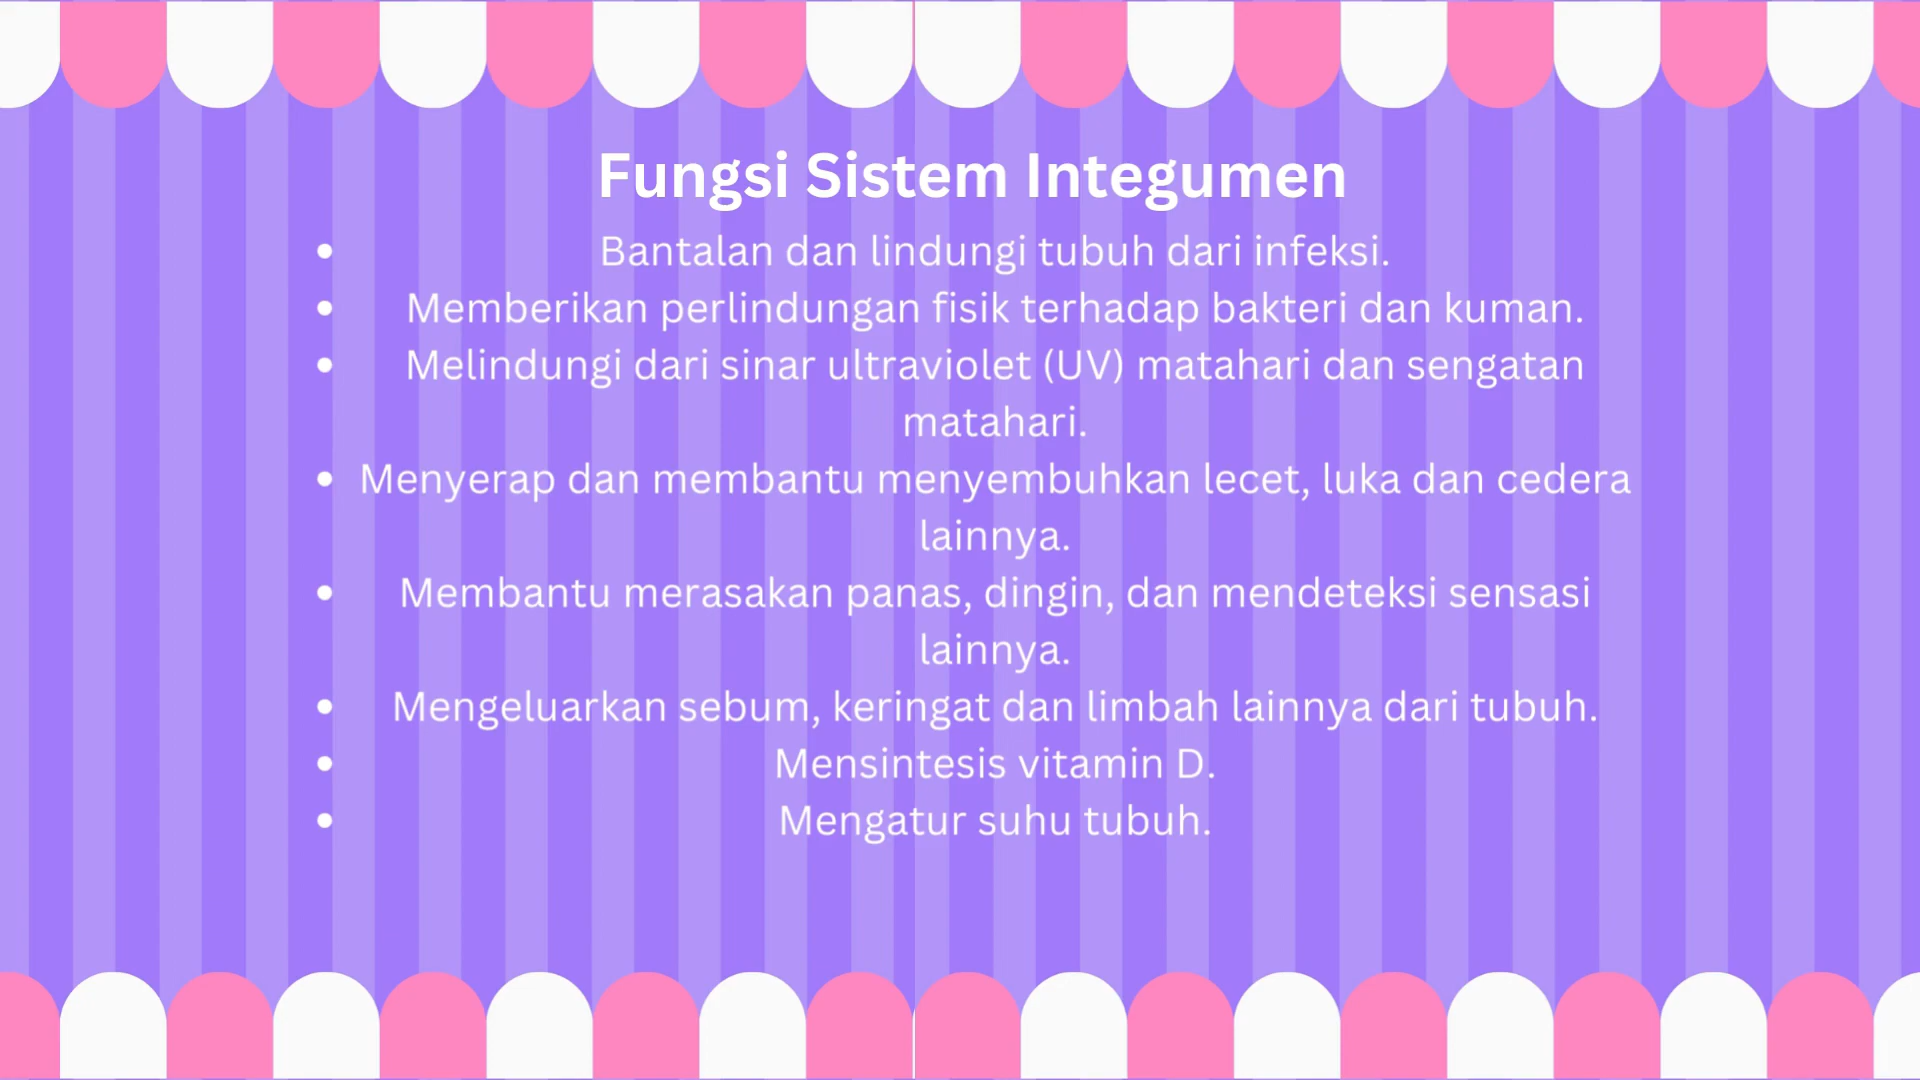 Fungsi Sistem Integumen
• Bantalan dan lindungi tubuh dari infeksi.
• Memberikan perlindungan fisik terhadap bakteri dan kuman.
• Melindungi dari sinar ultraviolet (UV) matahari dan sengatan
matahari.
• Menyerap dan membantu menyembuhkan lecet, luka dan cedera
lainnya.
• Membantu merasakan panas, dingin, dan mendeteksi sensasi
lainnya.
• Mengeluarkan sebum, keringat dan limbah lainnya dari tubuh.
• Mensintesis vitamin D.
• Mengatur suhu tubuh.